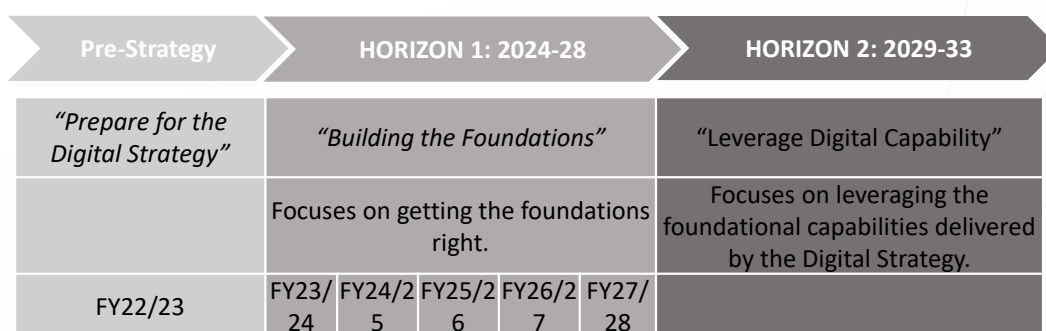 Pre-Strategy
HORIZON 1: 2024-28
HORIZON 2: 2029-33
“Prepare for the
Digital Strategy”
“Building the Foundations”
“Leverage Digital Capability”
Focuses on getting the foundations
right.
Focuses on leveraging the
foundational capabilities delivered
by the Digital Strategy.
FY22/23
FY23/
24
FY24/2
5
FY25/2
6
FY26/2
7
FY27/
28